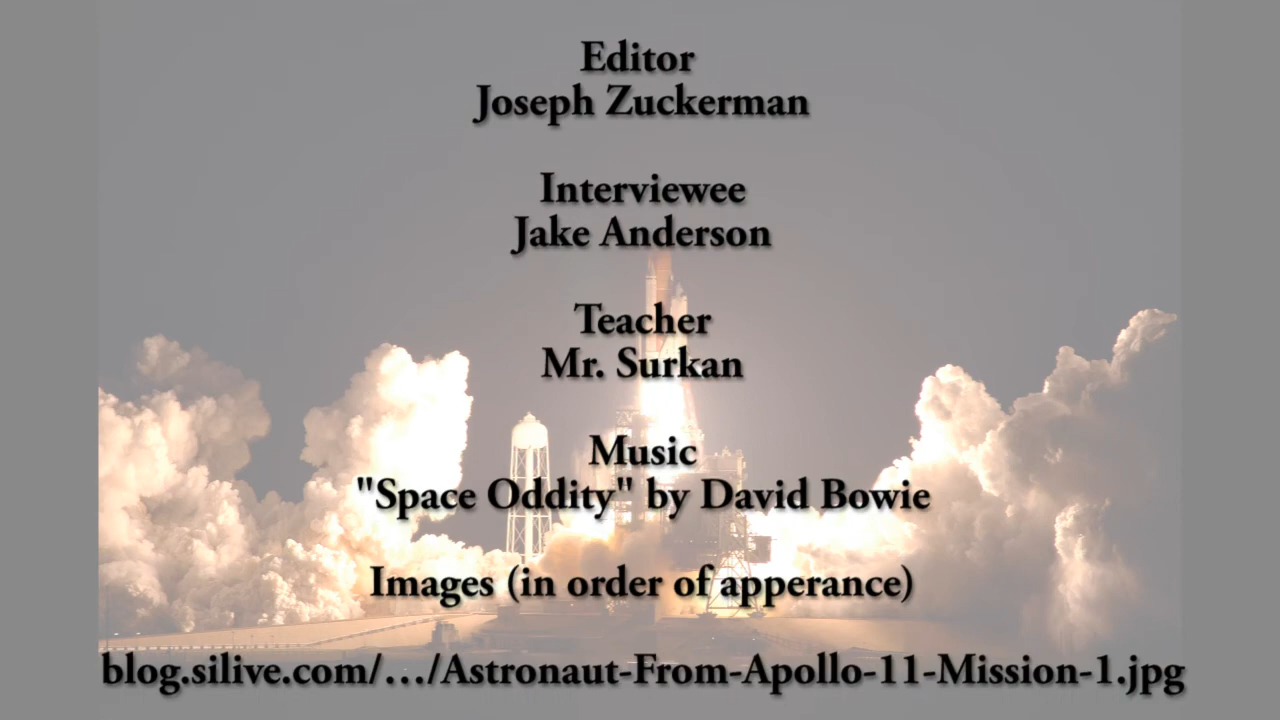 Editor
Joseph Zuckerman
Interviewee
Jake Anderson
Teacher
Mr. Surkan
Music
"Space Oddity" by David Bowie
Images (in order of apperance)
blog.silive.com/…/Astronaut-From-Apollo-11-Mission-1.jpg